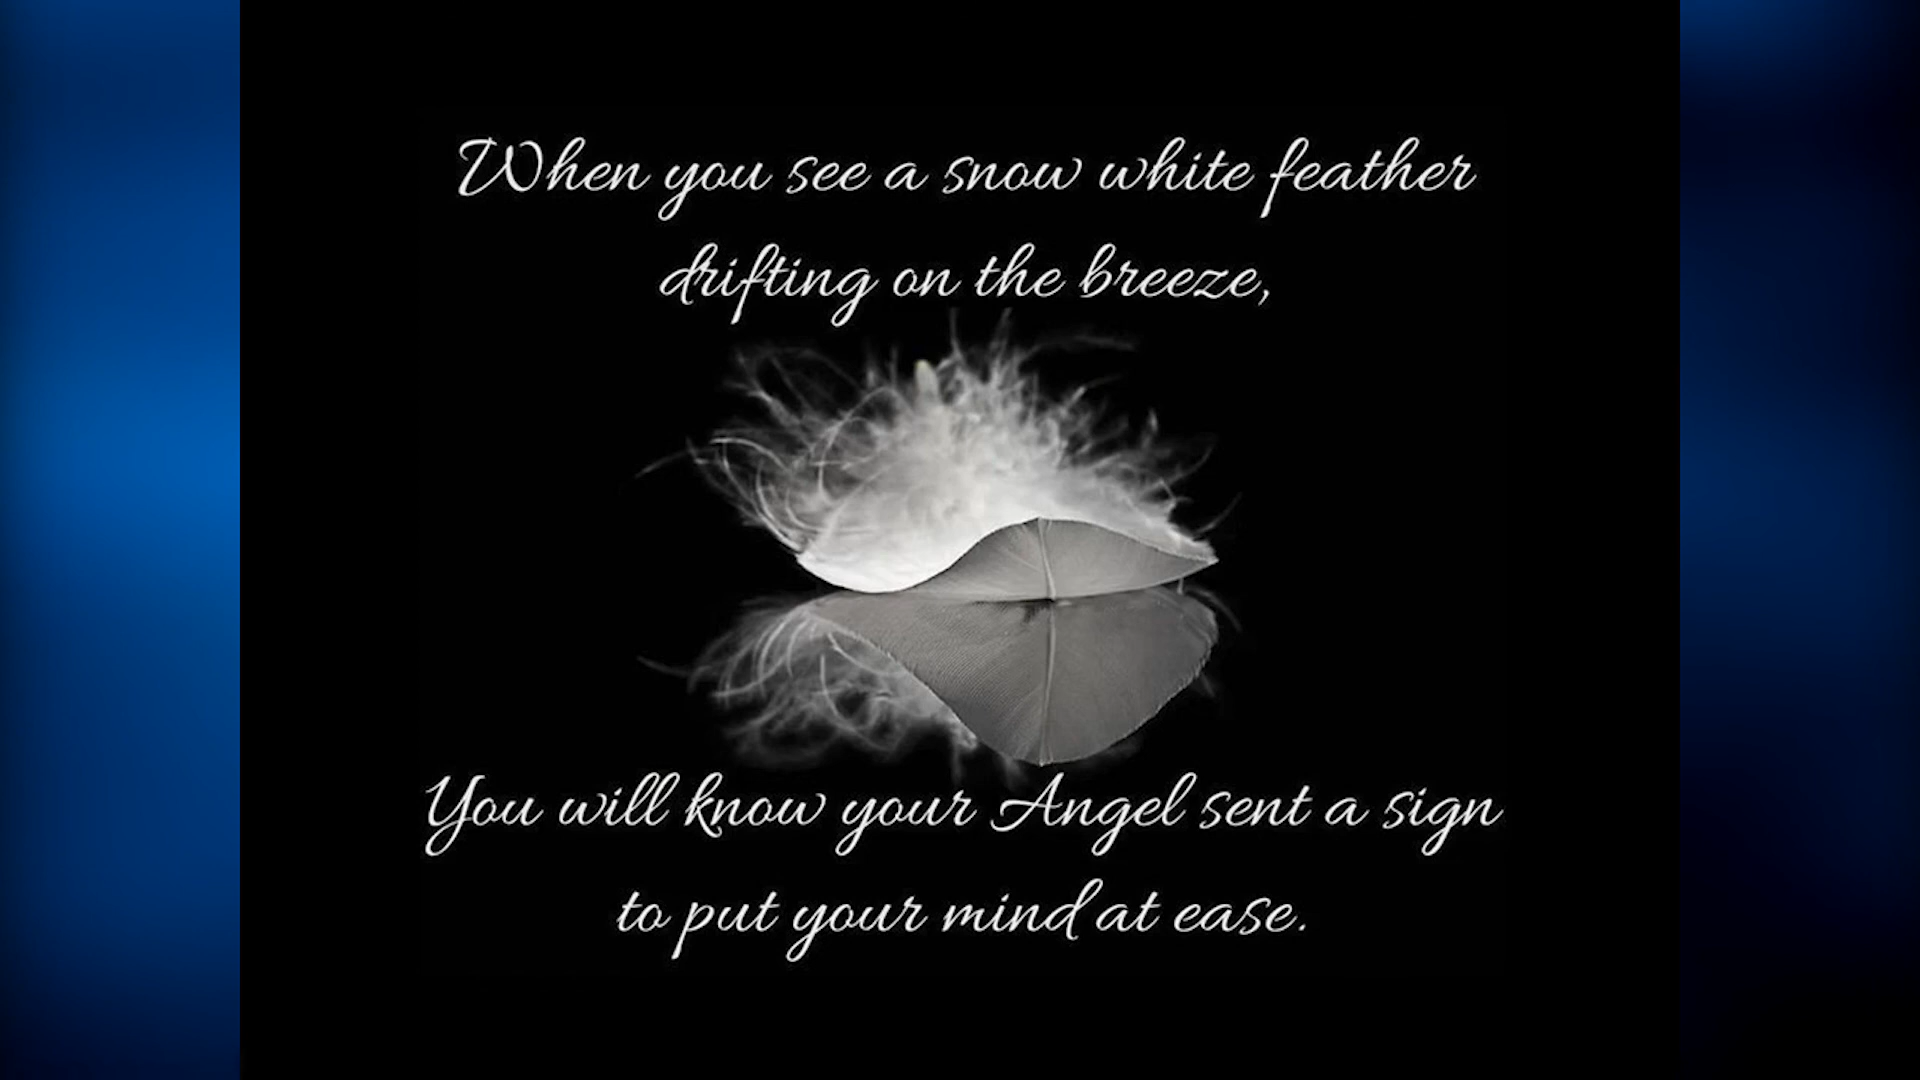 When you see a snow white feather
drifting on the breeze,
You will know your Angel sent a sign
to put your mind at ease.